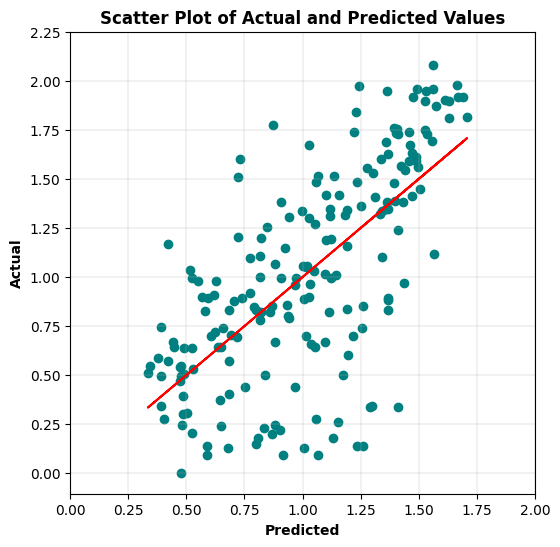 Scatter Plot of Actual and Predicted Values
2.25
2.00
1.75
1.50
1.25
1.00
0.75
0.50
0.25
0.00
Actual
0.00 0.25 0.50 0.75 1.00 1.25 1.50 1.75 2.00
Predicted